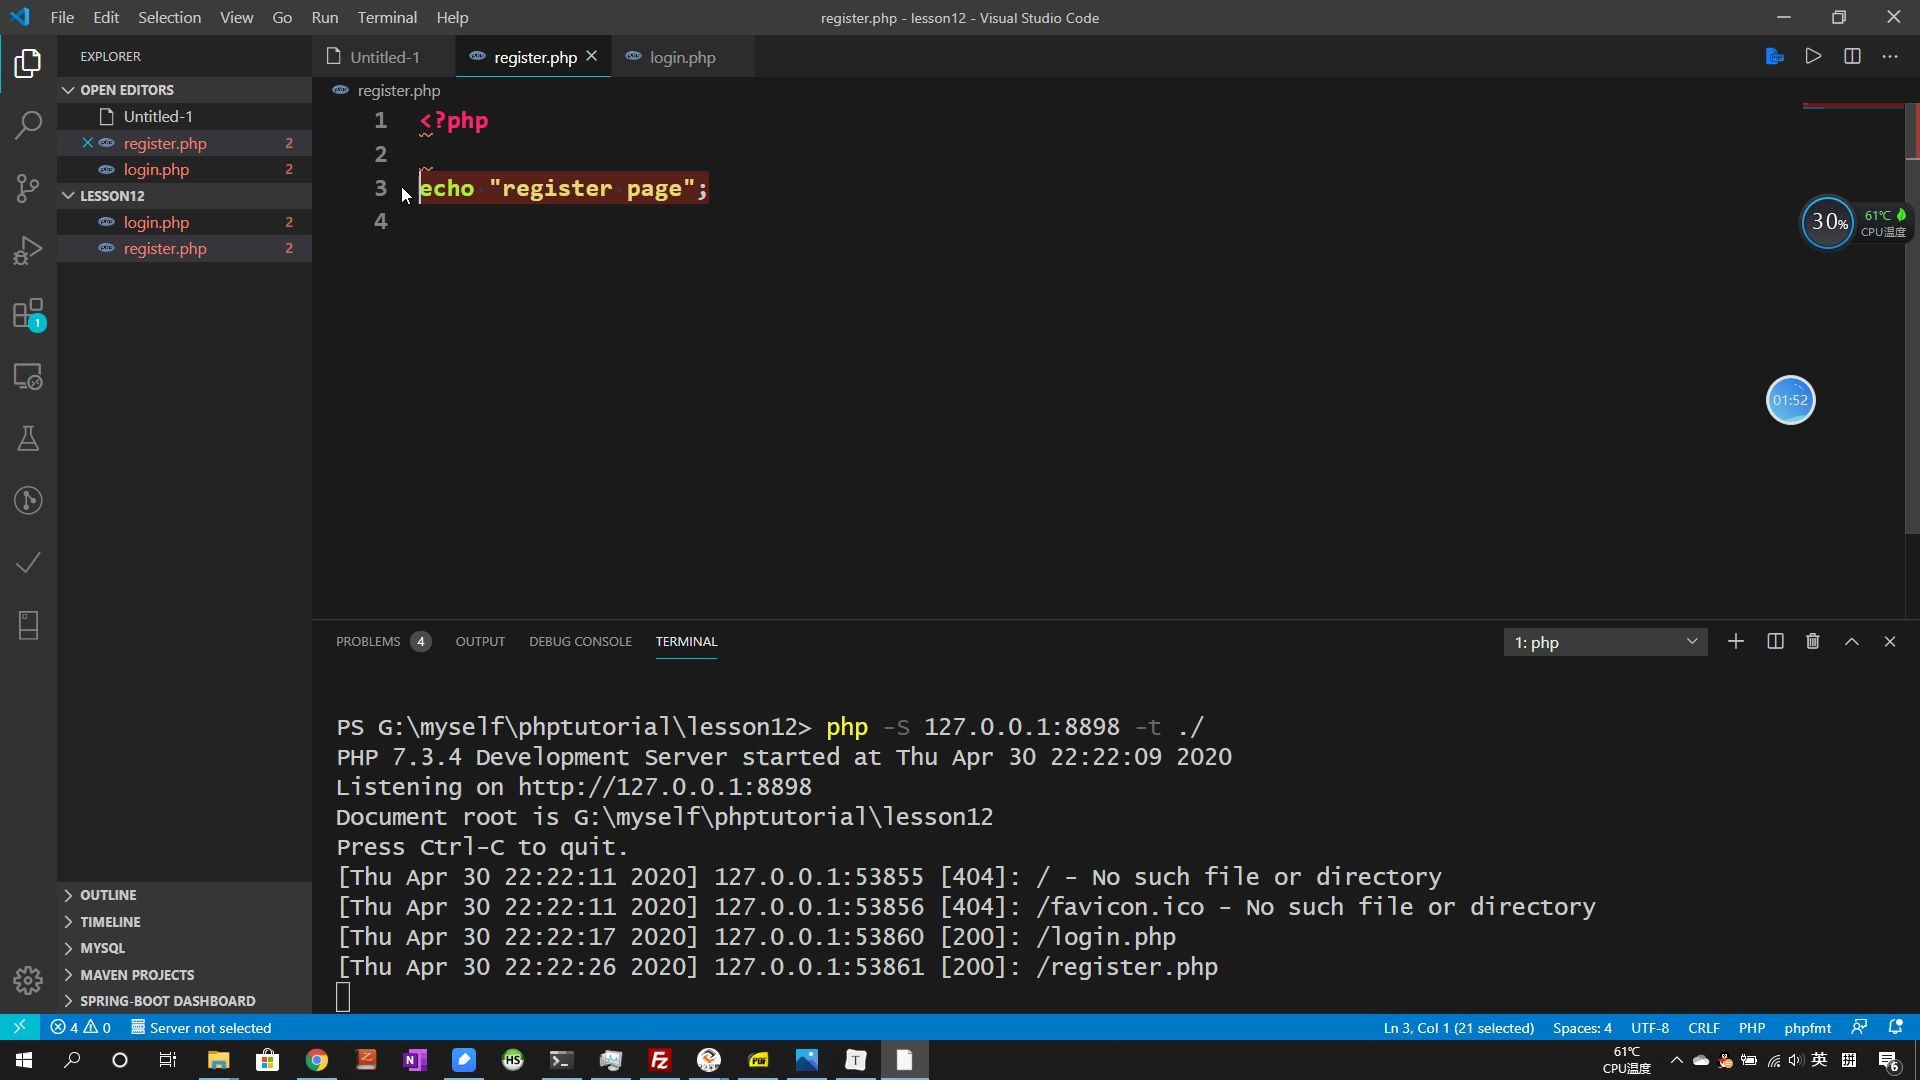 File Edit Selection View Go Run Terminal Help
register.php - lesson12 - Visual Studio Code
EXPLORER
OPEN EDITORS
Untitled-1
register.php 2
login.php 2
LESSON12
login.php 2
register.php 2
OUTLINE
TIMELINE
MYSQL
MAVEN PROJECTS
SPRING-BOOT DASHBOARD
1
Untitled-1 register.php login.php
register.php
1 <?php
2
3 echo "register page";
4
30%
61℃
CPU温度
01:52
PROBLEMS 4 OUTPUT DEBUG CONSOLE TERMINAL
1: php
PS G:\myself\phptutorial\lesson12> php -S 127.0.0.1:8898 -t ./
PHP 7.3.4 Development Server started at Thu Apr 30 22:22:09 2020
Listening on http://127.0.0.1:8898
Document root is G:\myself\phptutorial\lesson12
Press Ctrl-C to quit.
[Thu Apr 30 22:22:11 2020] 127.0.0.1:53855 [404]: / - No such file or directory
[Thu Apr 30 22:22:11 2020] 127.0.0.1:53856 [404]: /favicon.ico - No such file or directory
[Thu Apr 30 22:22:17 2020] 127.0.0.1:53860 [200]: /login.php
[Thu Apr 30 22:22:26 2020] 127.0.0.1:53861 [200]: /register.php
4 0 Server not selected
Ln 3, Col 1 (21 selected) Spaces: 4 UTF-8 CRLF PHP phpfmt
HS
PDF
T
61℃
CPU温度
英
6